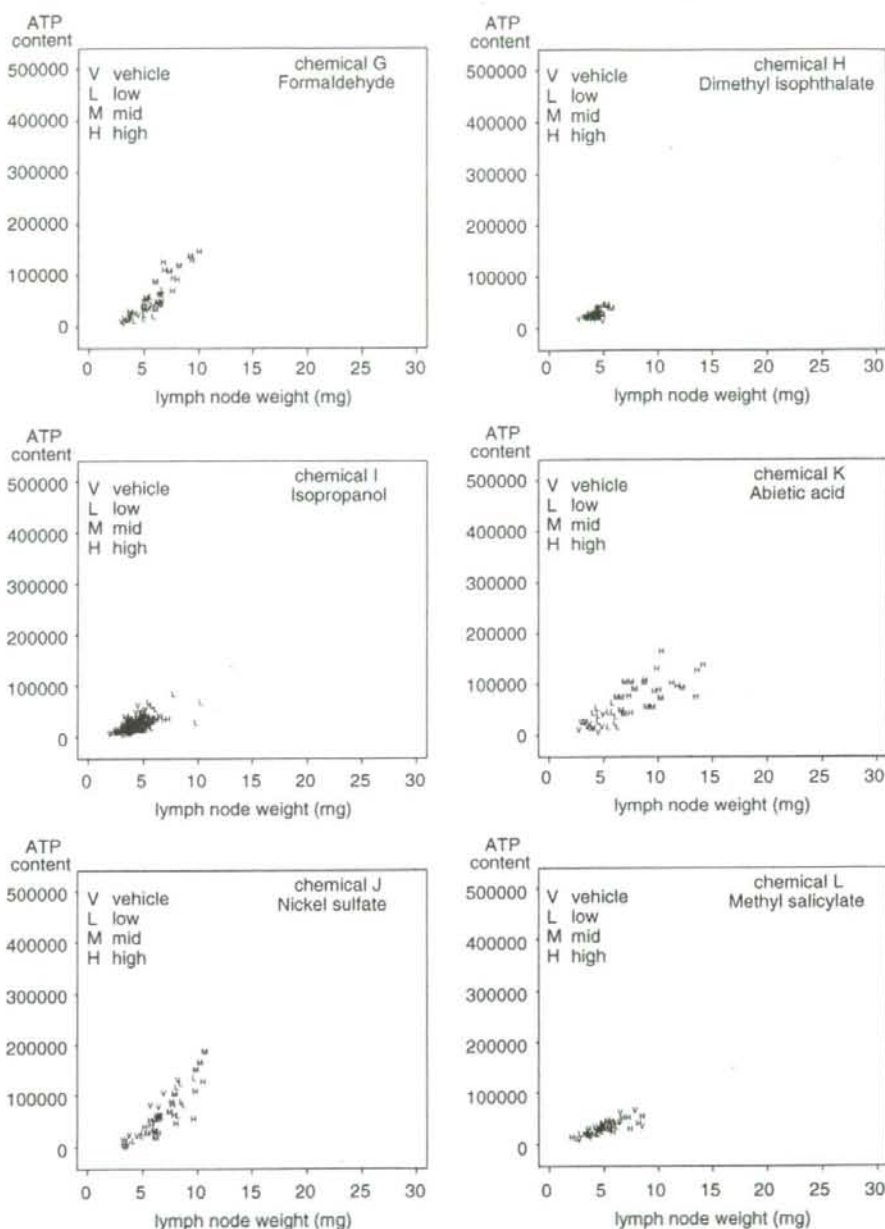 ATP
content
chemical G
Formaldehyde
V vehicle
L low
M mid
H high
500000
400000
300000
200000
100000
0
0 5 10 15 20 25 30
lymph node weight (mg)
ATP
content
chemical H
Dimethyl isophthalate
V vehicle
L low
M mid
H high
500000
400000
300000
200000
100000
0
0 5 10 15 20 25 30
lymph node weight (mg)
ATP
content
chemical I
Isopropanol
V vehicle
L low
M mid
H high
500000
400000
300000
200000
100000
0
0 5 10 15 20 25 30
lymph node weight (mg)
ATP
content
chemical K
Abietic acid
V vehicle
L low
M mid
H high
500000
400000
300000
200000
100000
0
0 5 10 15 20 25 30
lymph node weight (mg)
ATP
content
chemical J
Nickel sulfate
V vehicle
L low
M mid
H high
500000
400000
300000
200000
100000
0
0 5 10 15 20 25 30
lymph node weight (mg)
ATP
content
chemical L
Methyl salicylate
V vehicle
L low
M mid
H high
500000
400000
300000
200000
100000
0
0 5 10 15 20 25 30
lymph node weight (mg)